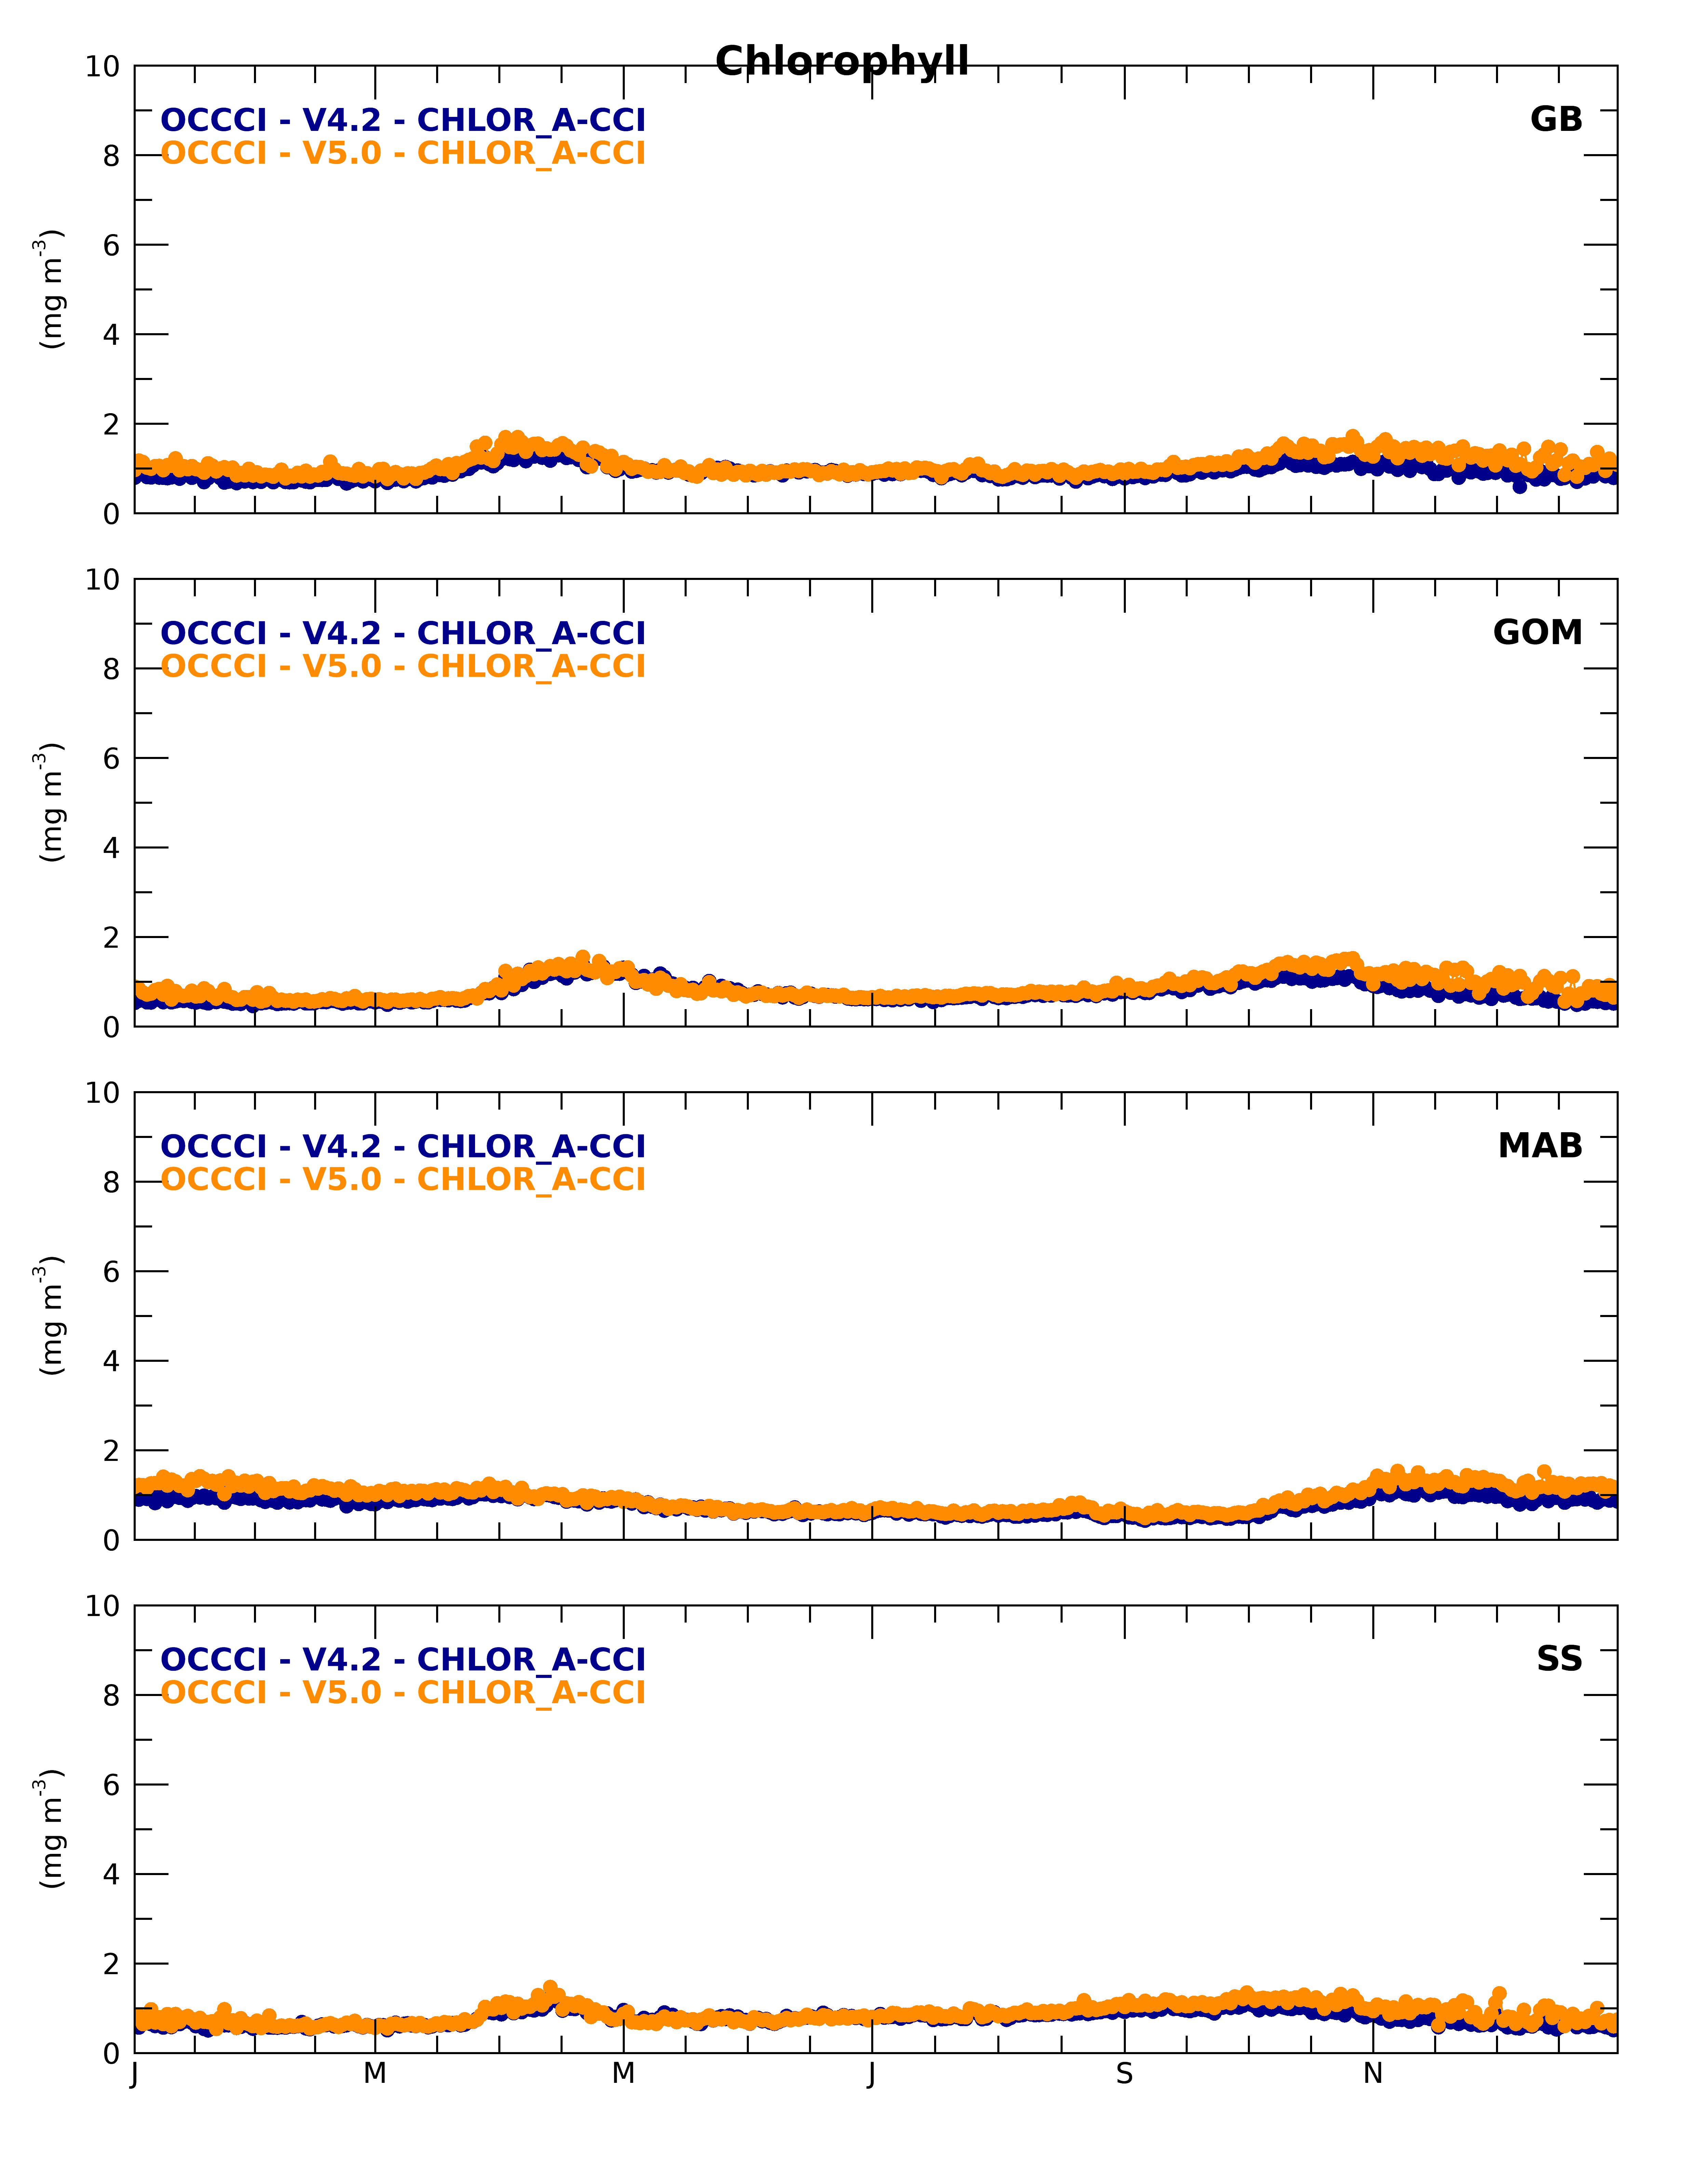 Chlorophyll
10
OCCCI - V4.2 - CHLOR_A-CCI GB
OCCCI - V5.0 - CHLOR_A-CCI
8
6
(mg m-3)
4
2
0
10
OCCCI - V4.2 - CHLOR_A-CCI GOM
OCCCI - V5.0 - CHLOR_A-CCI
8
6
(mg m-3)
4
2
0
10
OCCCI - V4.2 - CHLOR_A-CCI MAB
OCCCI - V5.0 - CHLOR_A-CCI
8
6
(mg m-3)
4
2
0
10
OCCCI - V4.2 - CHLOR_A-CCI SS
OCCCI - V5.0 - CHLOR_A-CCI
8
6
(mg m-3)
4
2
0
J M M J S N